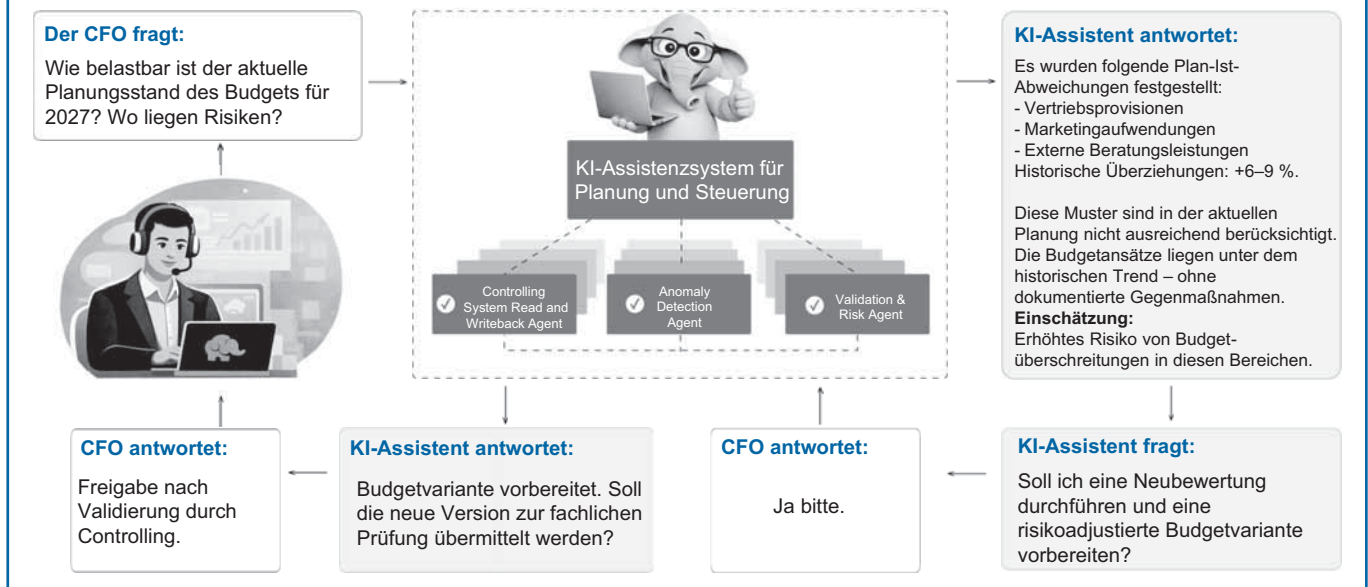 Der CFO fragt:
Wie belastbar ist der aktuelle
Planungsstand des Budgets für
2027? Wo liegen Risiken?
KI-Assistenzsystem für
Planung und Steuerung
Controlling
System Read and
Writeback Agent
Anomaly
Detection
Agent
Validation &
Risk Agent
KI-Assistent antwortet:
Es wurden folgende Plan-Ist-
Abweichungen festgestellt:
- Vertriebsprovisionen
- Marketingaufwendungen
- Externe Beratungsleistungen
Historische Überziehungen: +6–9 %.
Diese Muster sind in der aktuellen
Planung nicht ausreichend berücksichtigt.
Die Budgetansätze liegen unter dem
historischen Trend – ohne
dokumentierte Gegenmaßnahmen.
Einschätzung:
Erhöhtes Risiko von Budget-
überschreitungen in diesen Bereichen.
KI-Assistent fragt:
Soll ich eine Neubewertung
durchführen und eine
risikoadjustierte Budgetvariante
vorbereiten?
CFO antwortet:
Ja bitte.
KI-Assistent antwortet:
Budgetvariante vorbereitet. Soll
die neue Version zur fachlichen
Prüfung übermittelt werden?
CFO antwortet:
Freigabe nach
Validierung durch
Controlling.